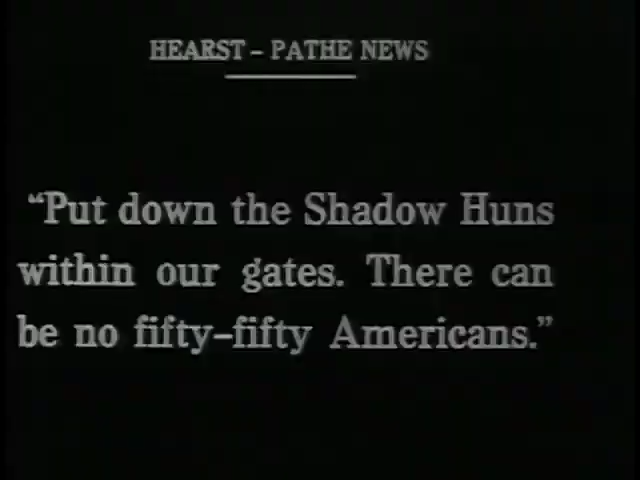 HEARST – PATHE NEWS
“Put down the Shadow Huns
within our gates. There can
be no fifty–fifty Americans.”